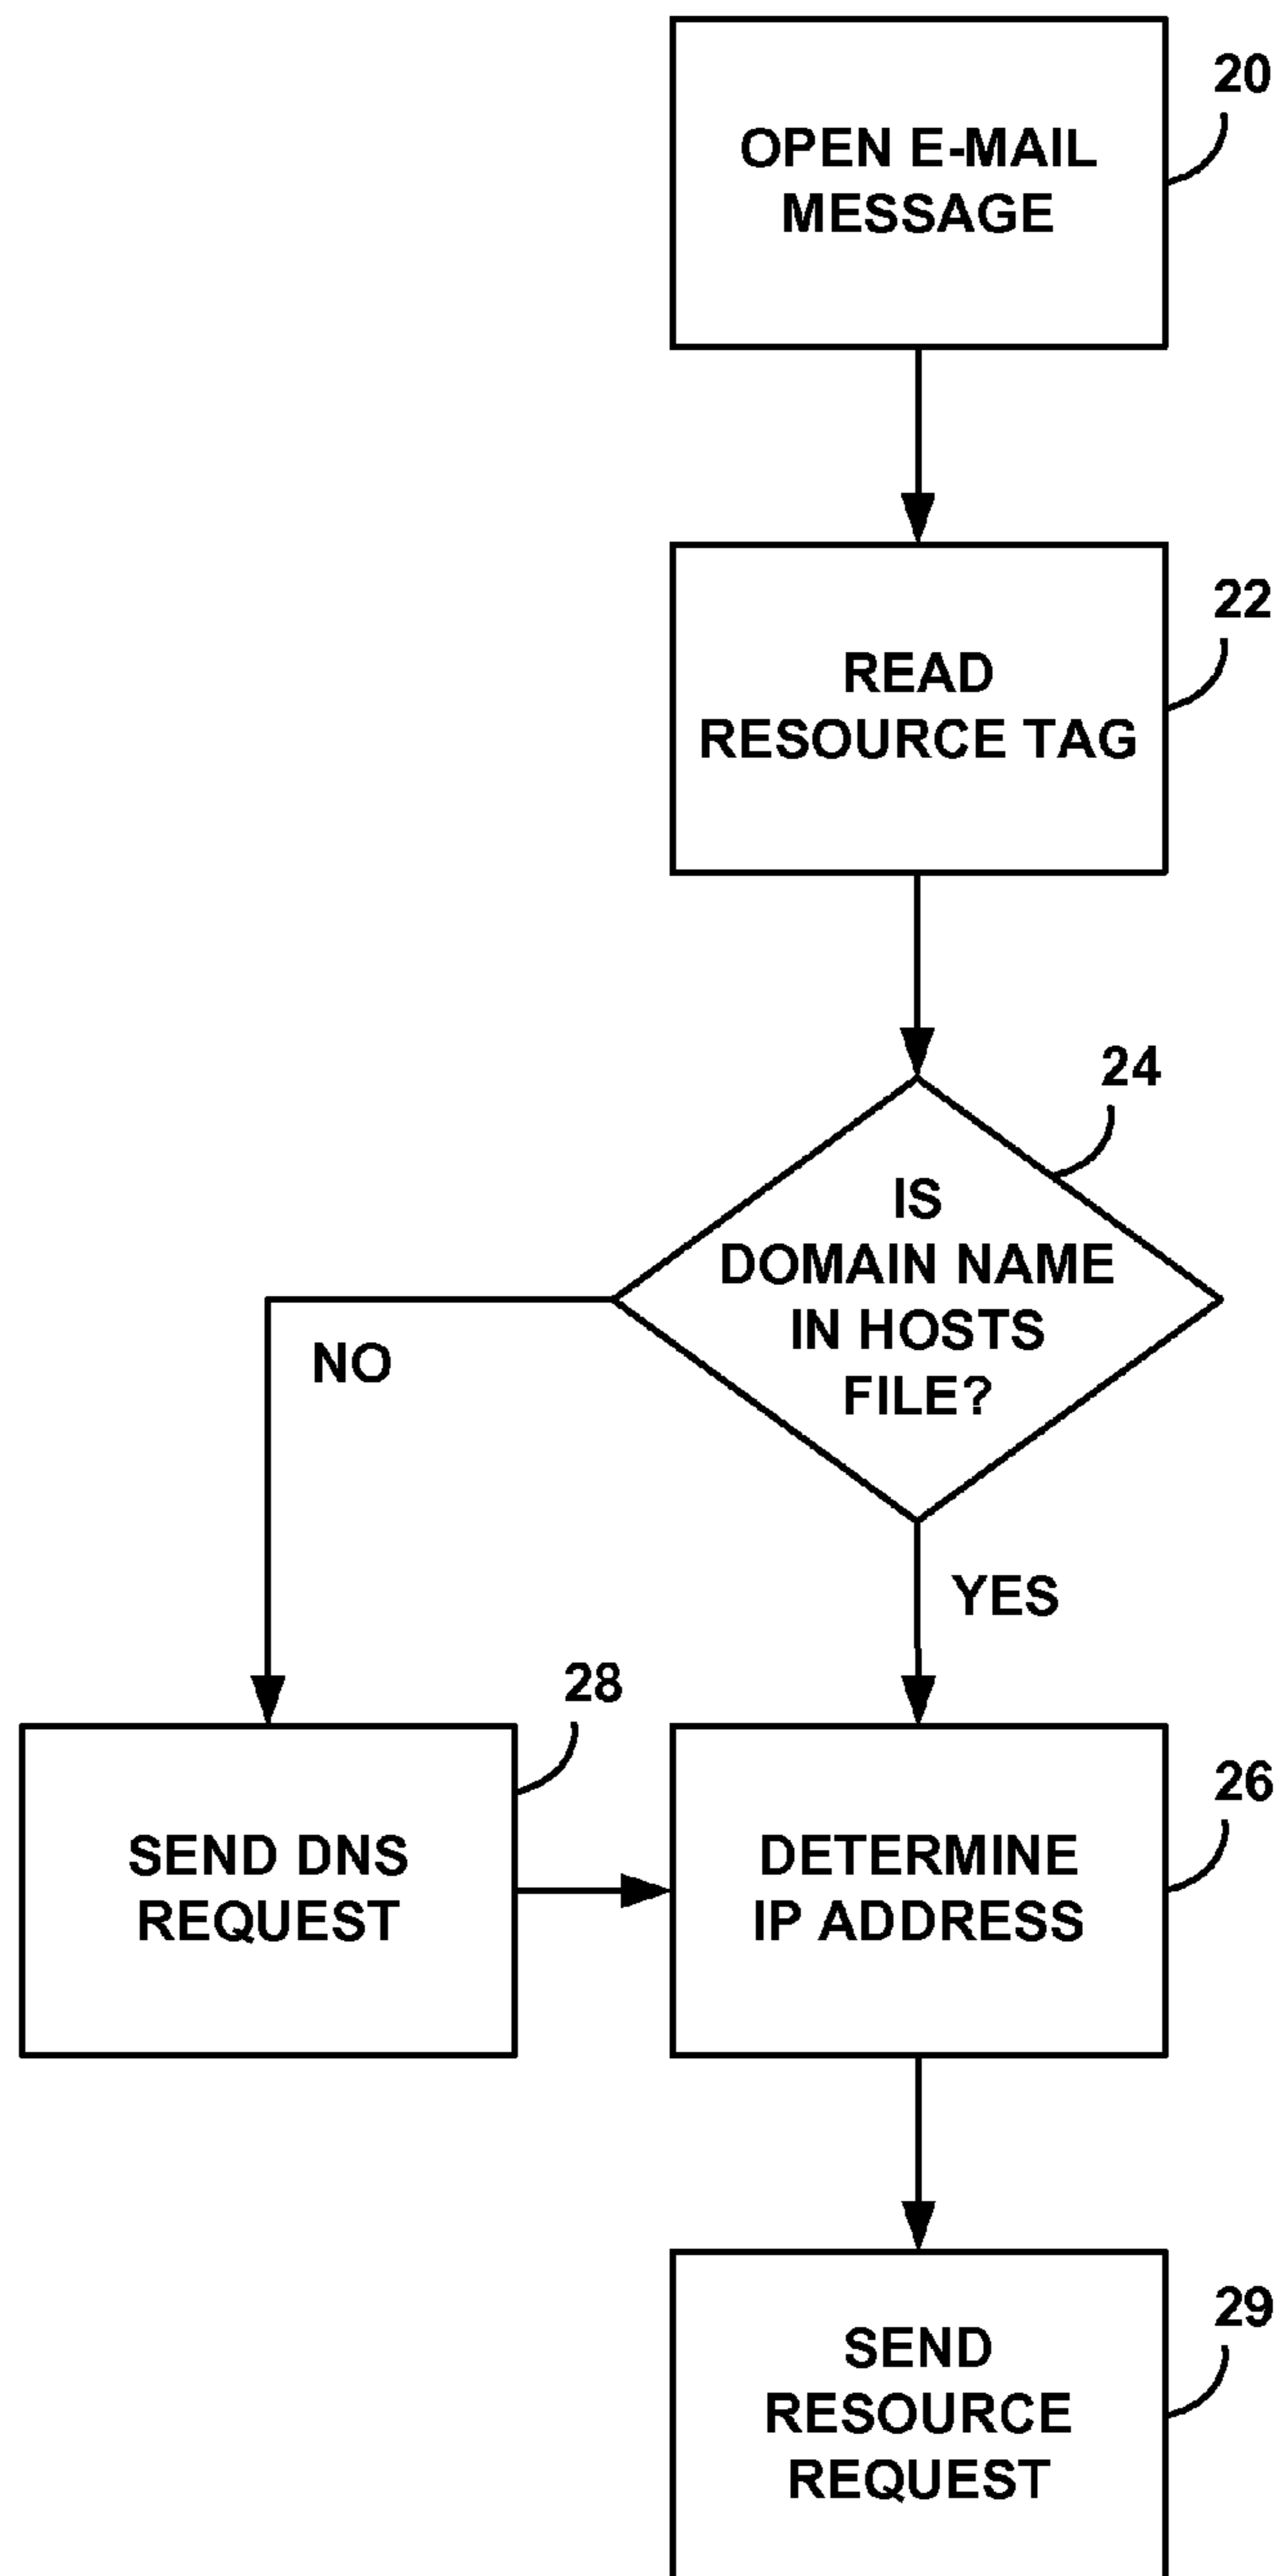 20
OPEN E-MAIL
MESSAGE
22
READ
RESOURCE TAG
24
IS
DOMAIN NAME
IN HOSTS
FILE?
NO
YES
28
SEND DNS
REQUEST
26
DETERMINE
IP ADDRESS
29
SEND
RESOURCE
REQUEST